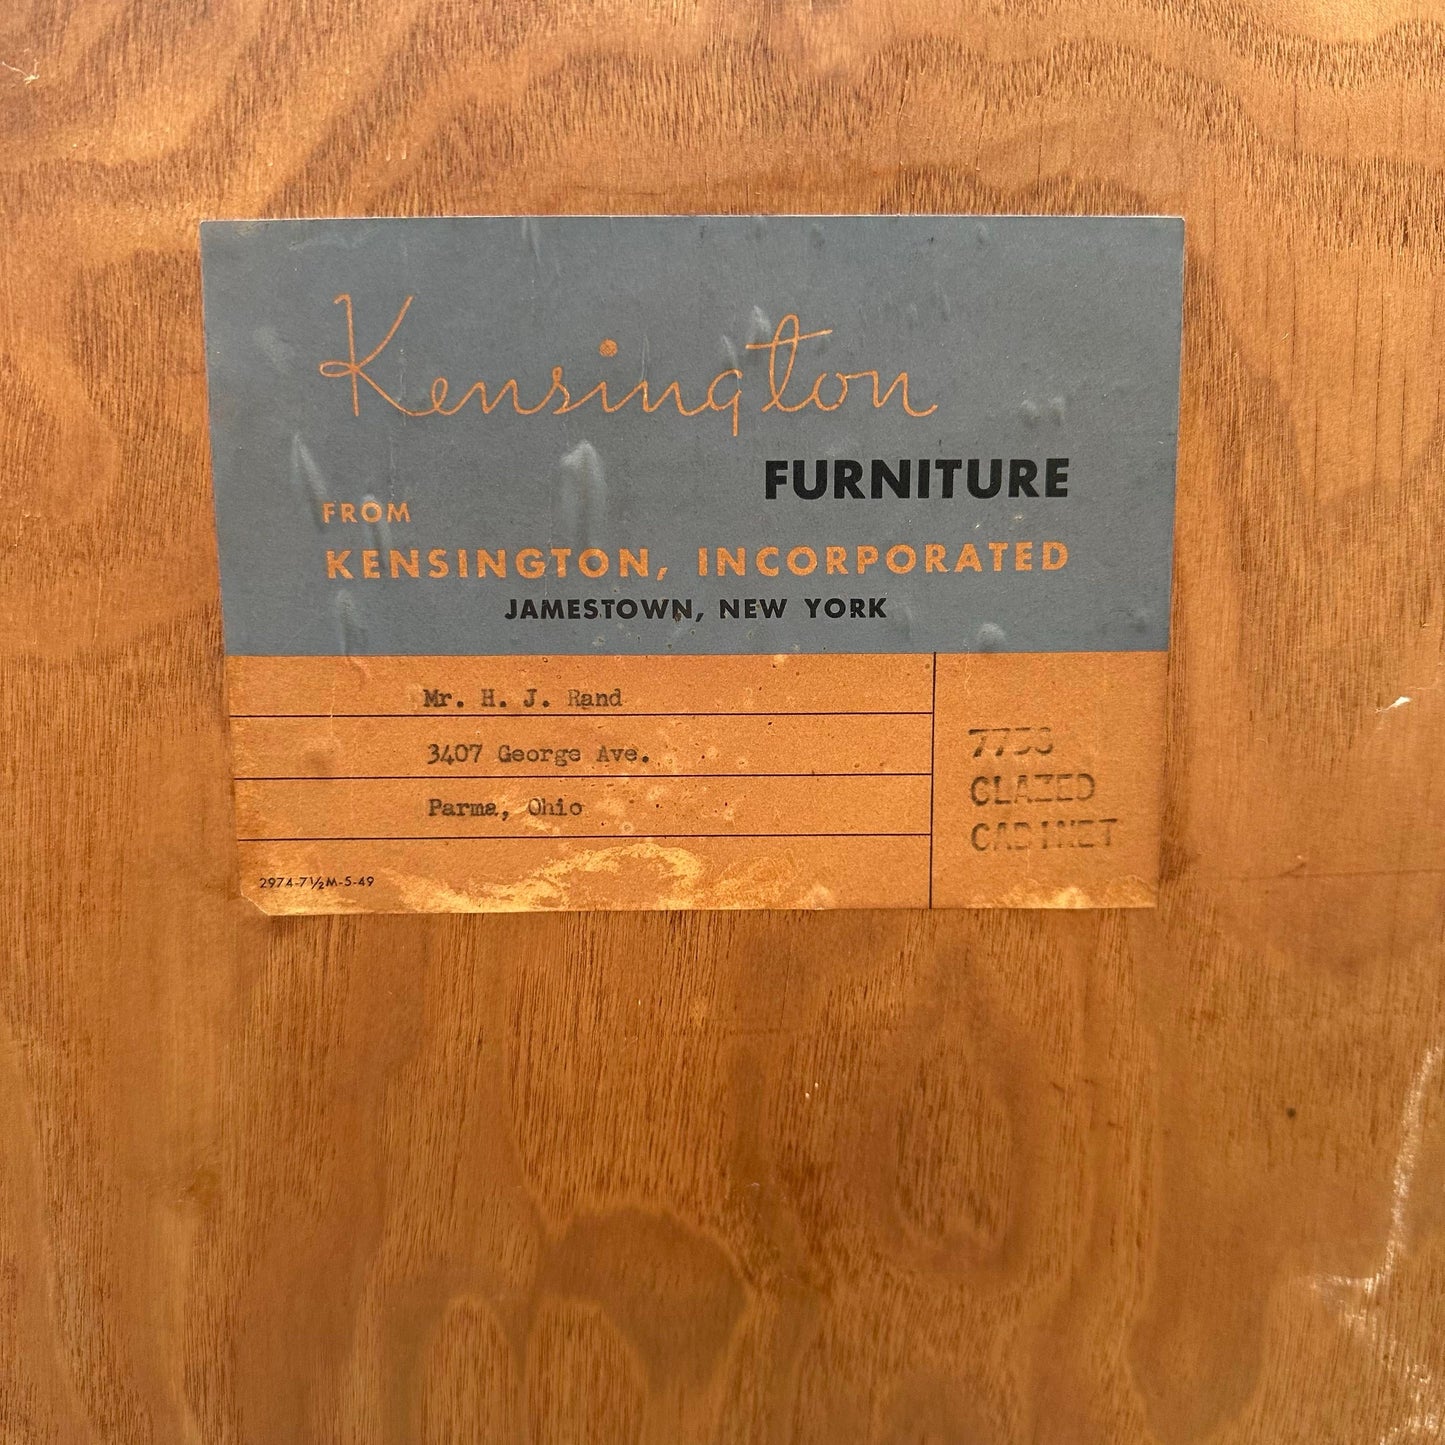 Kensington
FURNITURE
FROM
KENSINGTON, INCORPORATED
JAMESTOWN, NEW YORK
Mr. H. J. Rand
3407 George Ave.
Parma, Ohio
GLAZED
CABINET
2974-7½M-5-49